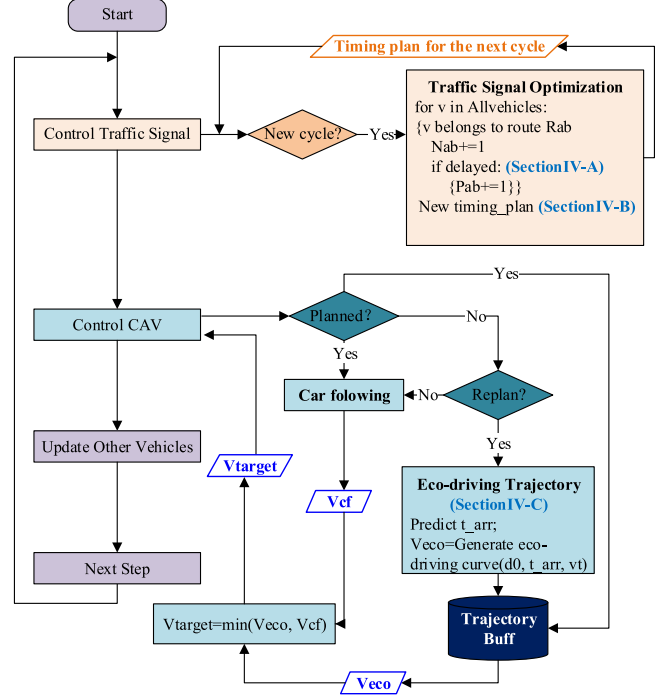 Start
Timing plan for the next cycle
Control Traffic Signal
New cycle?
Yes
Traffic Signal Optimization
for v in Allvehicles:
{v belongs to route Rab
Nab+=1
if delayed: (SectionIV-A)
{Pab+=1}}
New timing_plan (SectionIV-B)
Yes
Control CAV
Planned?
No
Yes
Car folowing
No
Replan?
Yes
Update Other Vehicles
Vtarget
Vcf
Eco-driving Trajectory
(SectionIV-C)
Predict t_arr;
Veco=Generate eco-
driving curve(d0, t_arr, vt)
Next Step
Vtarget=min(Veco, Vcf)
Trajectory
Buff
Veco